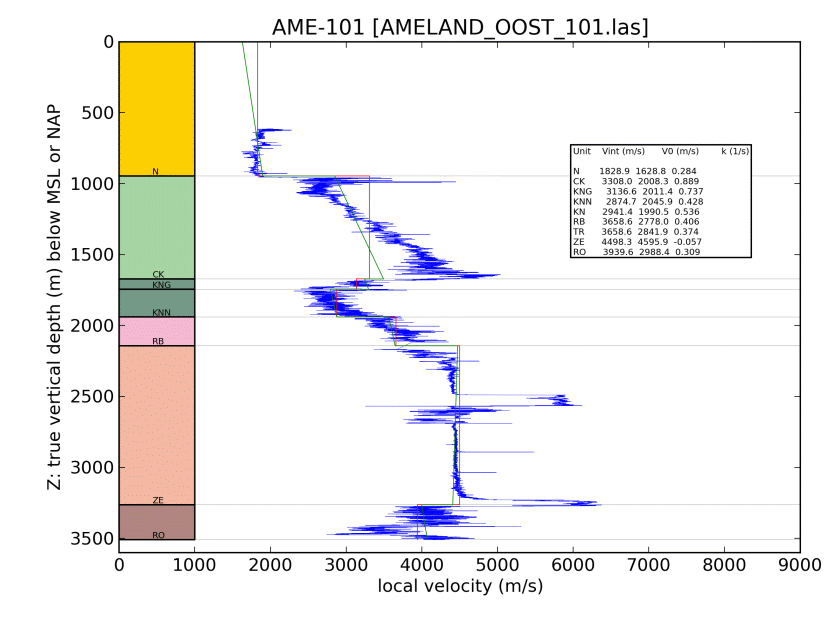 AME-101 [AMELAND_OOST_101.las]
0
500
1000
1500
2000
2500
3000
3500
Z: true vertical depth (m) below MSL or NAP
N
CK
KNG
KNN
RB
ZE
RO
Unit Vint (m/s) V0 (m/s) k (1/s)
N 1828.9 1628.8 0.284
CK 3308.0 2008.3 0.889
KNG 3136.6 2011.4 0.737
KNN 2874.7 2045.9 0.428
KN 2941.4 1990.5 0.536
RB 3658.6 2778.0 0.406
TR 3658.6 2841.9 0.374
ZE 4498.3 4595.9 -0.057
RO 3939.6 2988.4 0.309
0 1000 2000 3000 4000 5000 6000 7000 8000 9000
local velocity (m/s)